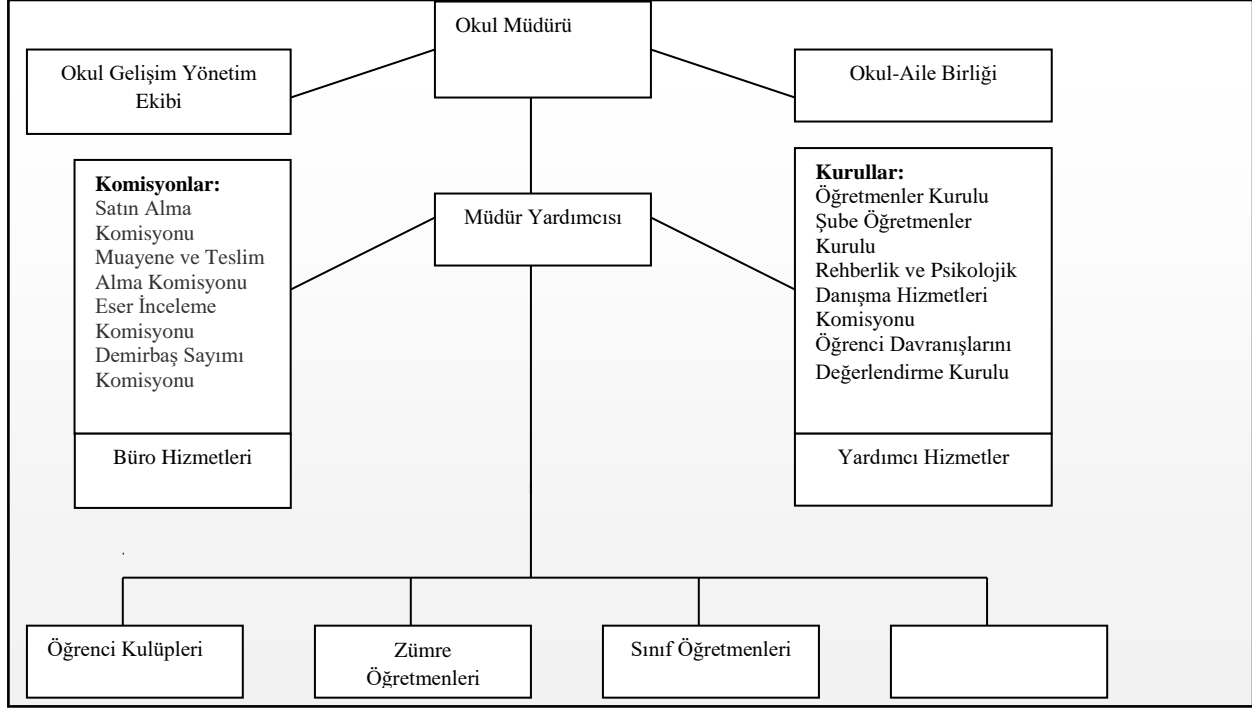 Okul Müdürü
Okul Gelişim Yönetim
Ekibi
Okul-Aile Birliği
Komisyonlar:
Satın Alma
Komisyonu
Muayene ve Teslim
Alma Komisyonu
Eser İnceleme
Komisyonu
Demirbaş Sayımı
Komisyonu
Müdür Yardımcısı
Kurullar:
Öğretmenler Kurulu
Şube Öğretmenler
Kurulu
Rehberlik ve Psikolojik
Danışma Hizmetleri
Komisyonu
Öğrenci Davranışlarını
Değerlendirme Kurulu
Büro Hizmetleri
Yardımcı Hizmetler
Öğrenci Kulüpleri
Zümre
Öğretmenleri
Sınıf Öğretmenleri